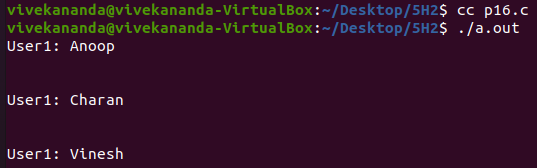 vivekananda@vivekananda-VirtualBox:~/Desktop/5H2$ cc p16.c
vivekananda@vivekananda-VirtualBox:~/Desktop/5H2$ ./a.out
User1: Anoop
User1: Charan
User1: Vinesh